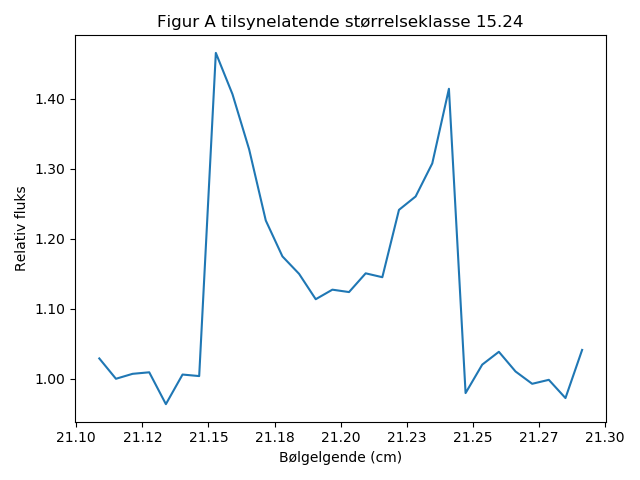 Figur A tilsynelatende størrelseklasse 15.24
Relativ fluks
1.40
1.30
1.20
1.10
1.00
21.10 21.12 21.15 21.18 21.20 21.23 21.25 21.27 21.30
Bølgelgende (cm)